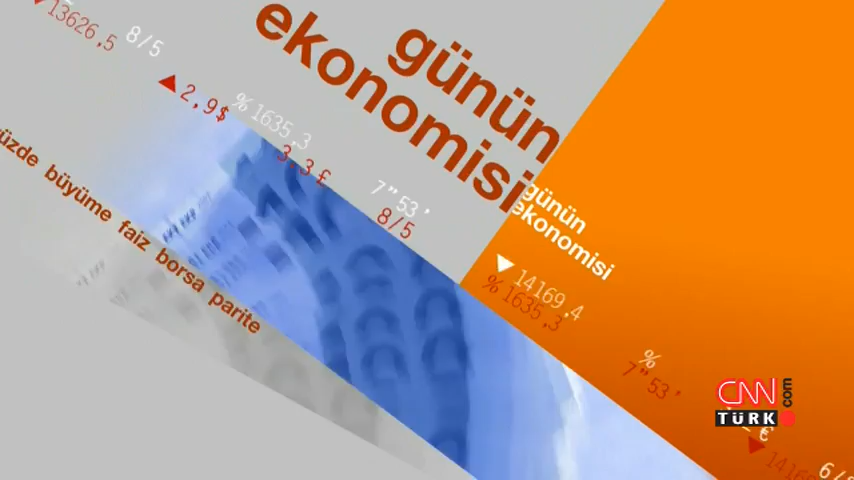 13626,5
8/5
2,9$
% 1635,3
3.3 £
7" 53'
8/5
günün
ekonomisi
büyüme faiz borsa parite
günün
ekonomisi
14169,4
% 1635,3
%
7" 53'
€
CNN
TÜRK
com